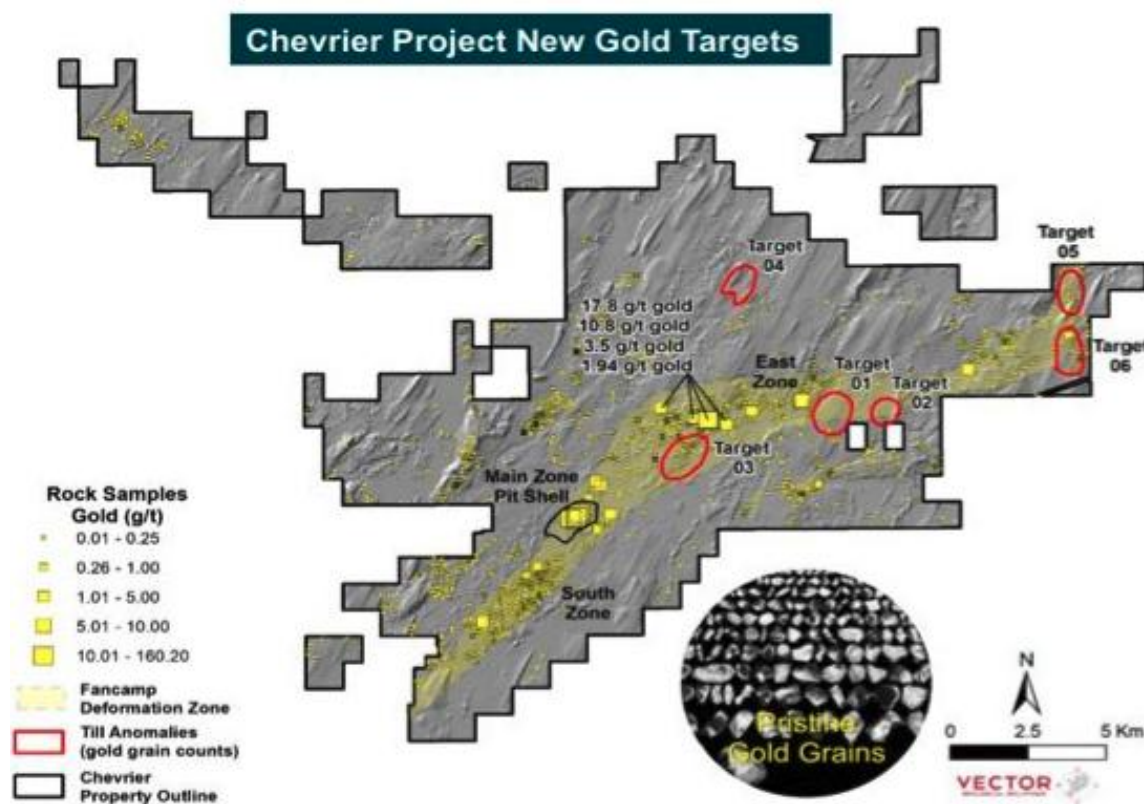 Chevrier Project New Gold Targets
Target
04
Target
05
17.8 g/t gold
10.8 g/t gold
3.5 g/t gold
1.94 g/t gold
East
Zone
Target
01
Target
02
Target
06
Target
03
Main Zone
Pit Shell
South
Zone
Rock Samples
Gold (g/t)
0.01 - 0.25
0.26 - 1.00
1.01 - 5.00
5.01 - 10.00
10.01 - 160.20
Fancamp
Deformation Zone
Till Anomalies
(gold grain counts)
Chevrier
Property Outline
Pristine
Gold Grains
N
0 2.5 5 Km
VECTOR